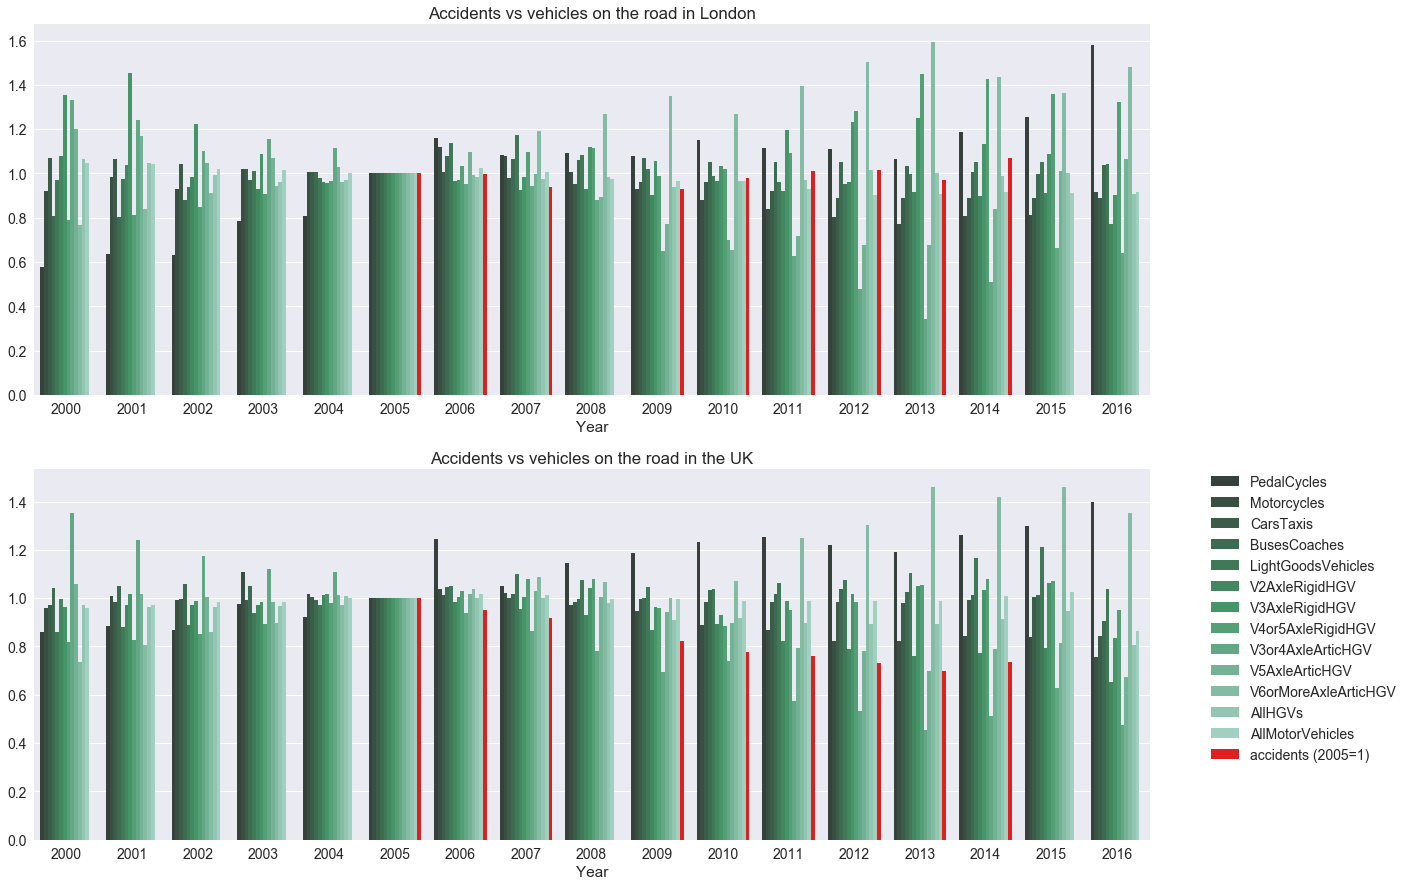 Accidents vs vehicles on the road in London
1.6
1.4
1.2
1.0
0.8
0.6
0.4
0.2
0.0
2000 2001 2002 2003 2004 2005 2006 2007 2008 2009 2010 2011 2012 2013 2014 2015 2016
Year
Accidents vs vehicles on the road in the UK
1.4
1.2
1.0
0.8
0.6
0.4
0.2
0.0
2000 2001 2002 2003 2004 2005 2006 2007 2008 2009 2010 2011 2012 2013 2014 2015 2016
Year
PedalCycles
Motorcycles
CarsTaxis
BusesCoaches
LightGoodsVehicles
V2AxleRigidHGV
V3AxleRigidHGV
V4or5AxleRigidHGV
V3or4AxleArticHGV
V5AxleArticHGV
V6orMoreAxleArticHGV
AllHGVs
AllMotorVehicles
accidents (2005=1)